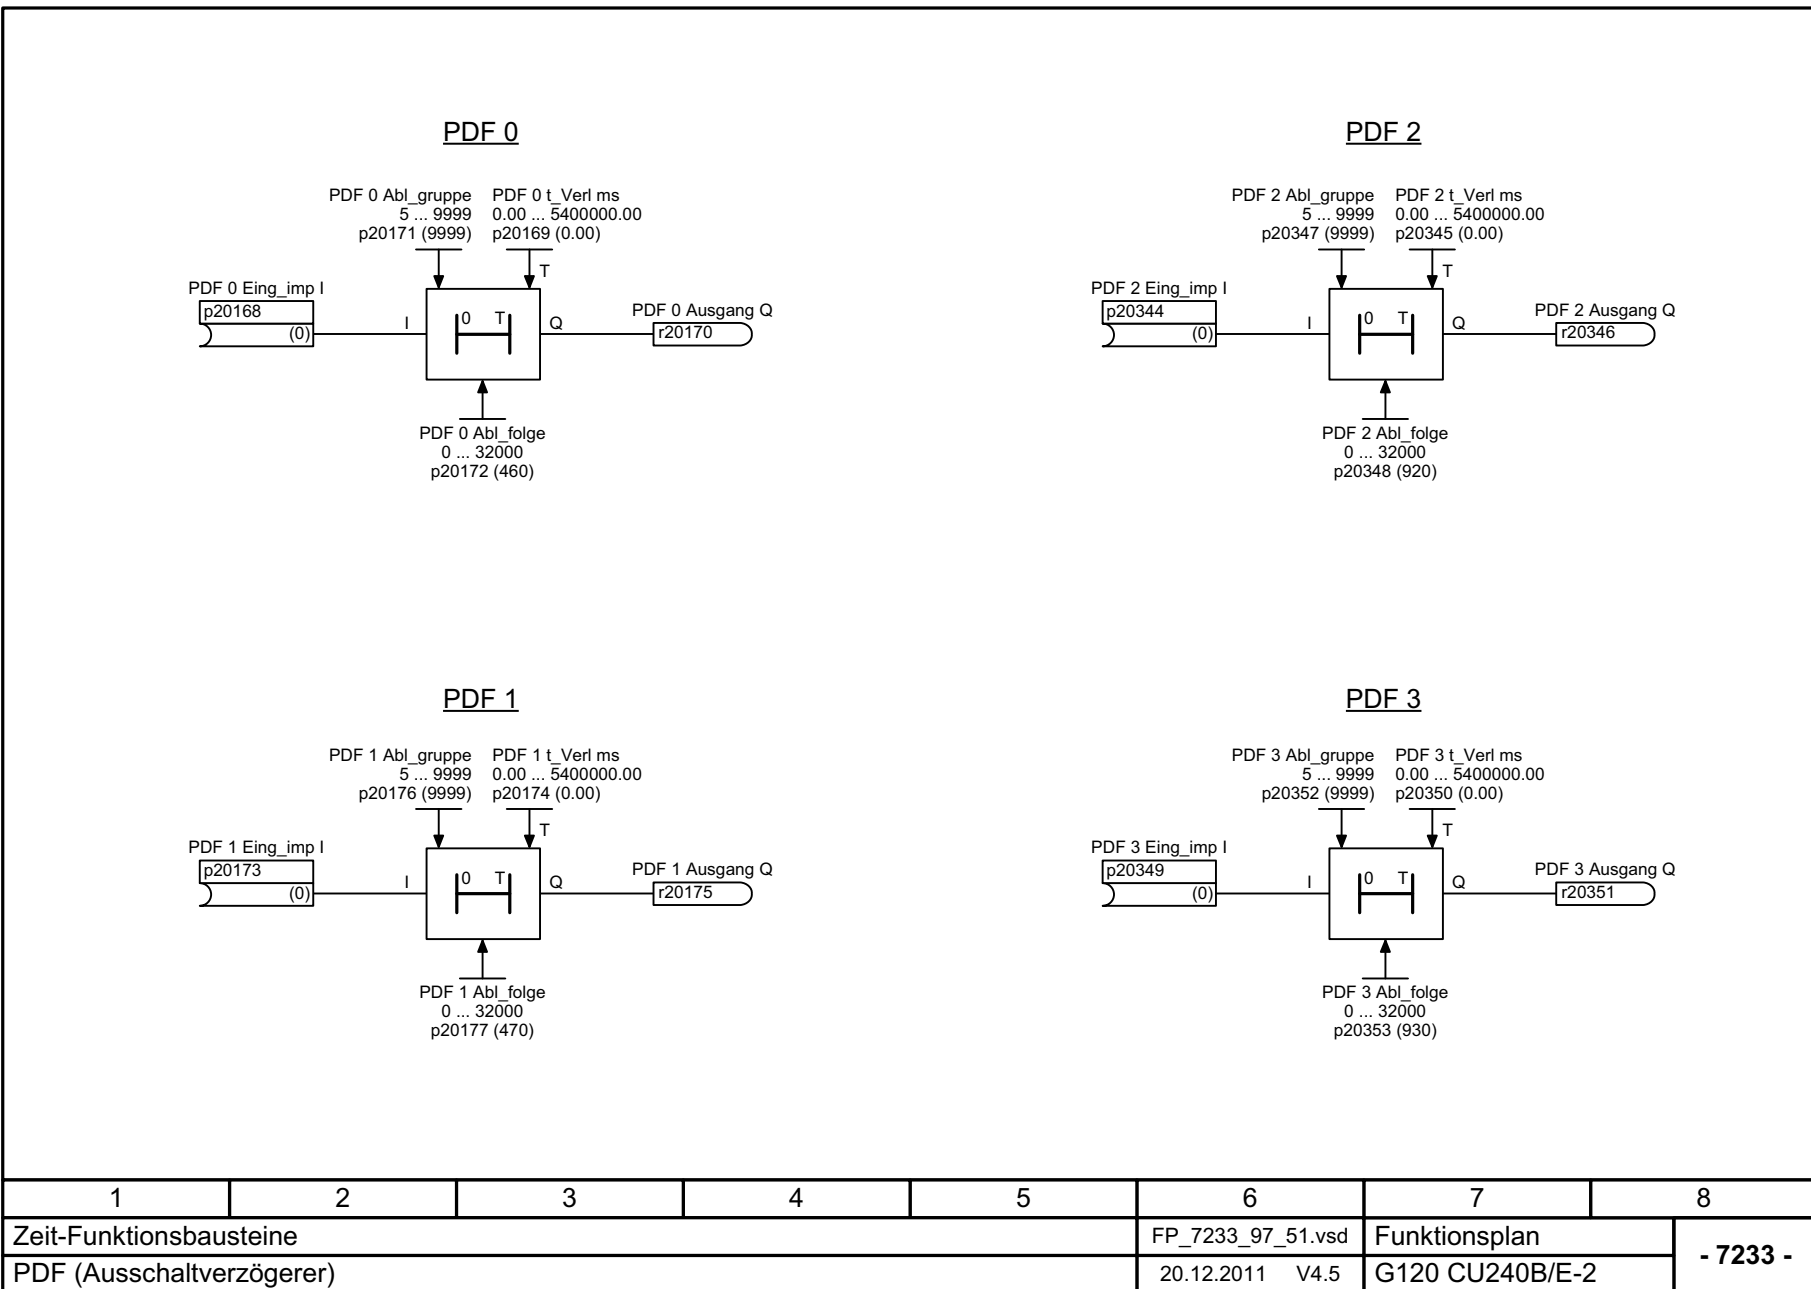 PDF 0
PDF 0 Abl_gruppe
5 ... 9999
p20171 (9999)
PDF 0 t_Verl ms
0.00 ... 5400000.00
p20169 (0.00)
T
PDF 0 Eing_imp I
p20168
(0)
I
0 T
Q
PDF 0 Ausgang Q
r20170
PDF 0 Abl_folge
0 ... 32000
p20172 (460)
PDF 2
PDF 2 Abl_gruppe
5 ... 9999
p20347 (9999)
PDF 2 t_Verl ms
0.00 ... 5400000.00
p20345 (0.00)
T
PDF 2 Eing_imp I
p20344
(0)
I
0 T
Q
PDF 2 Ausgang Q
r20346
PDF 2 Abl_folge
0 ... 32000
p20348 (920)
PDF 1
PDF 1 Abl_gruppe
5 ... 9999
p20176 (9999)
PDF 1 t_Verl ms
0.00 ... 5400000.00
p20174 (0.00)
T
PDF 1 Eing_imp I
p20173
(0)
I
0 T
Q
PDF 1 Ausgang Q
r20175
PDF 1 Abl_folge
0 ... 32000
p20177 (470)
PDF 3
PDF 3 Abl_gruppe
5 ... 9999
p20352 (9999)
PDF 3 t_Verl ms
0.00 ... 5400000.00
p20350 (0.00)
T
PDF 3 Eing_imp I
p20349
(0)
I
0 T
Q
PDF 3 Ausgang Q
r20351
PDF 3 Abl_folge
0 ... 32000
p20353 (930)
1 2 3 4 5 6 7 8
Zeit-Funktionsbausteine
FP_7233_97_51.vsd
Funktionsplan
- 7233 -
PDF (Ausschaltverzögerer)
20.12.2011 V4.5
G120 CU240B/E-2